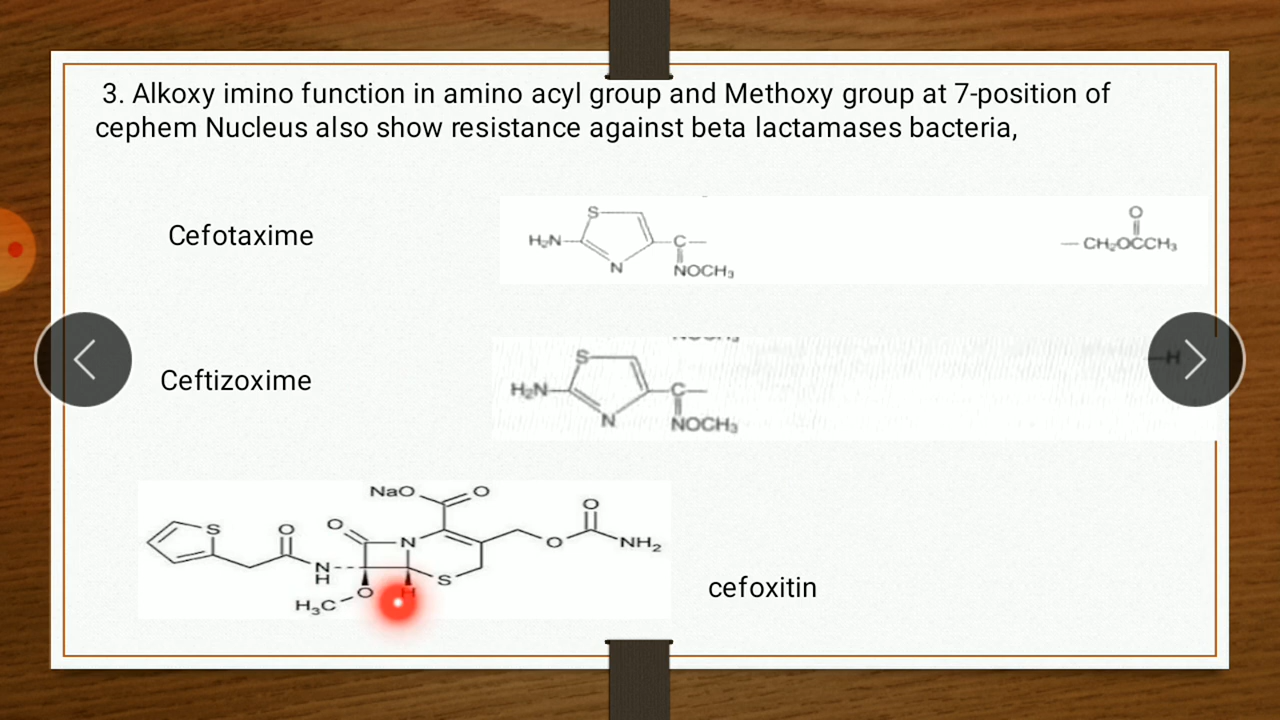 3. Alkoxy imino function in amino acyl group and Methoxy group at 7-position of
cephem Nucleus also show resistance against beta lactamases bacteria,
Cefotaxime
S
H₂N
N
C
NOCH₃
O
CH₂OCCH₃
Ceftizoxime
S
H₂N
N
C
NOCH₃
H
NaO
O
S
O
O
N
O
NH₂
N
H
S
O
H₃C
H
cefoxitin